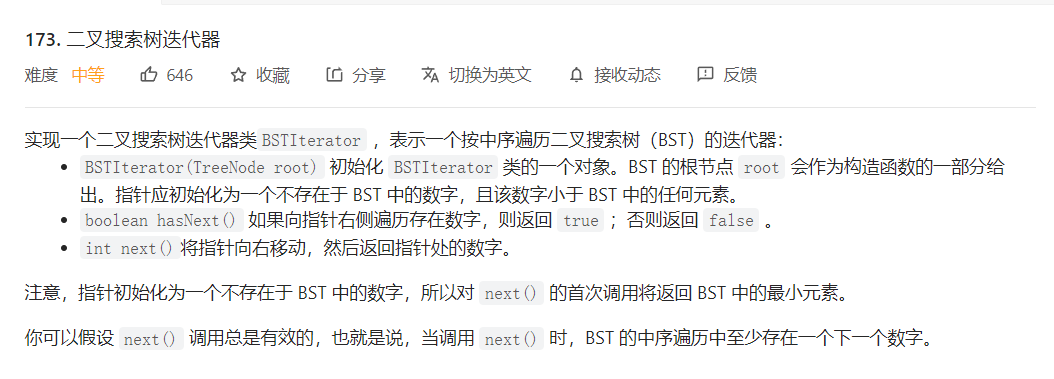 173. 二叉搜索树迭代器
难度 中等 646 收藏 分享 切换为英文 接收动态 反馈
实现一个二叉搜索树迭代器类BSTIterator ，表示一个按中序遍历二叉搜索树（BST）的迭代器：
• BSTIterator(TreeNode root) 初始化 BSTIterator 类的一个对象。BST 的根节点 root 会作为构造函数的一部分给
出。指针应初始化为一个不存在于 BST 中的数字，且该数字小于 BST 中的任何元素。
• boolean hasNext() 如果向指针右侧遍历存在数字，则返回 true ；否则返回 false 。
• int next()将指针向右移动，然后返回指针处的数字。
注意，指针初始化为一个不存在于 BST 中的数字，所以对 next() 的首次调用将返回 BST 中的最小元素。
你可以假设 next() 调用总是有效的，也就是说，当调用 next() 时，BST 的中序遍历中至少存在一个下一个数字。